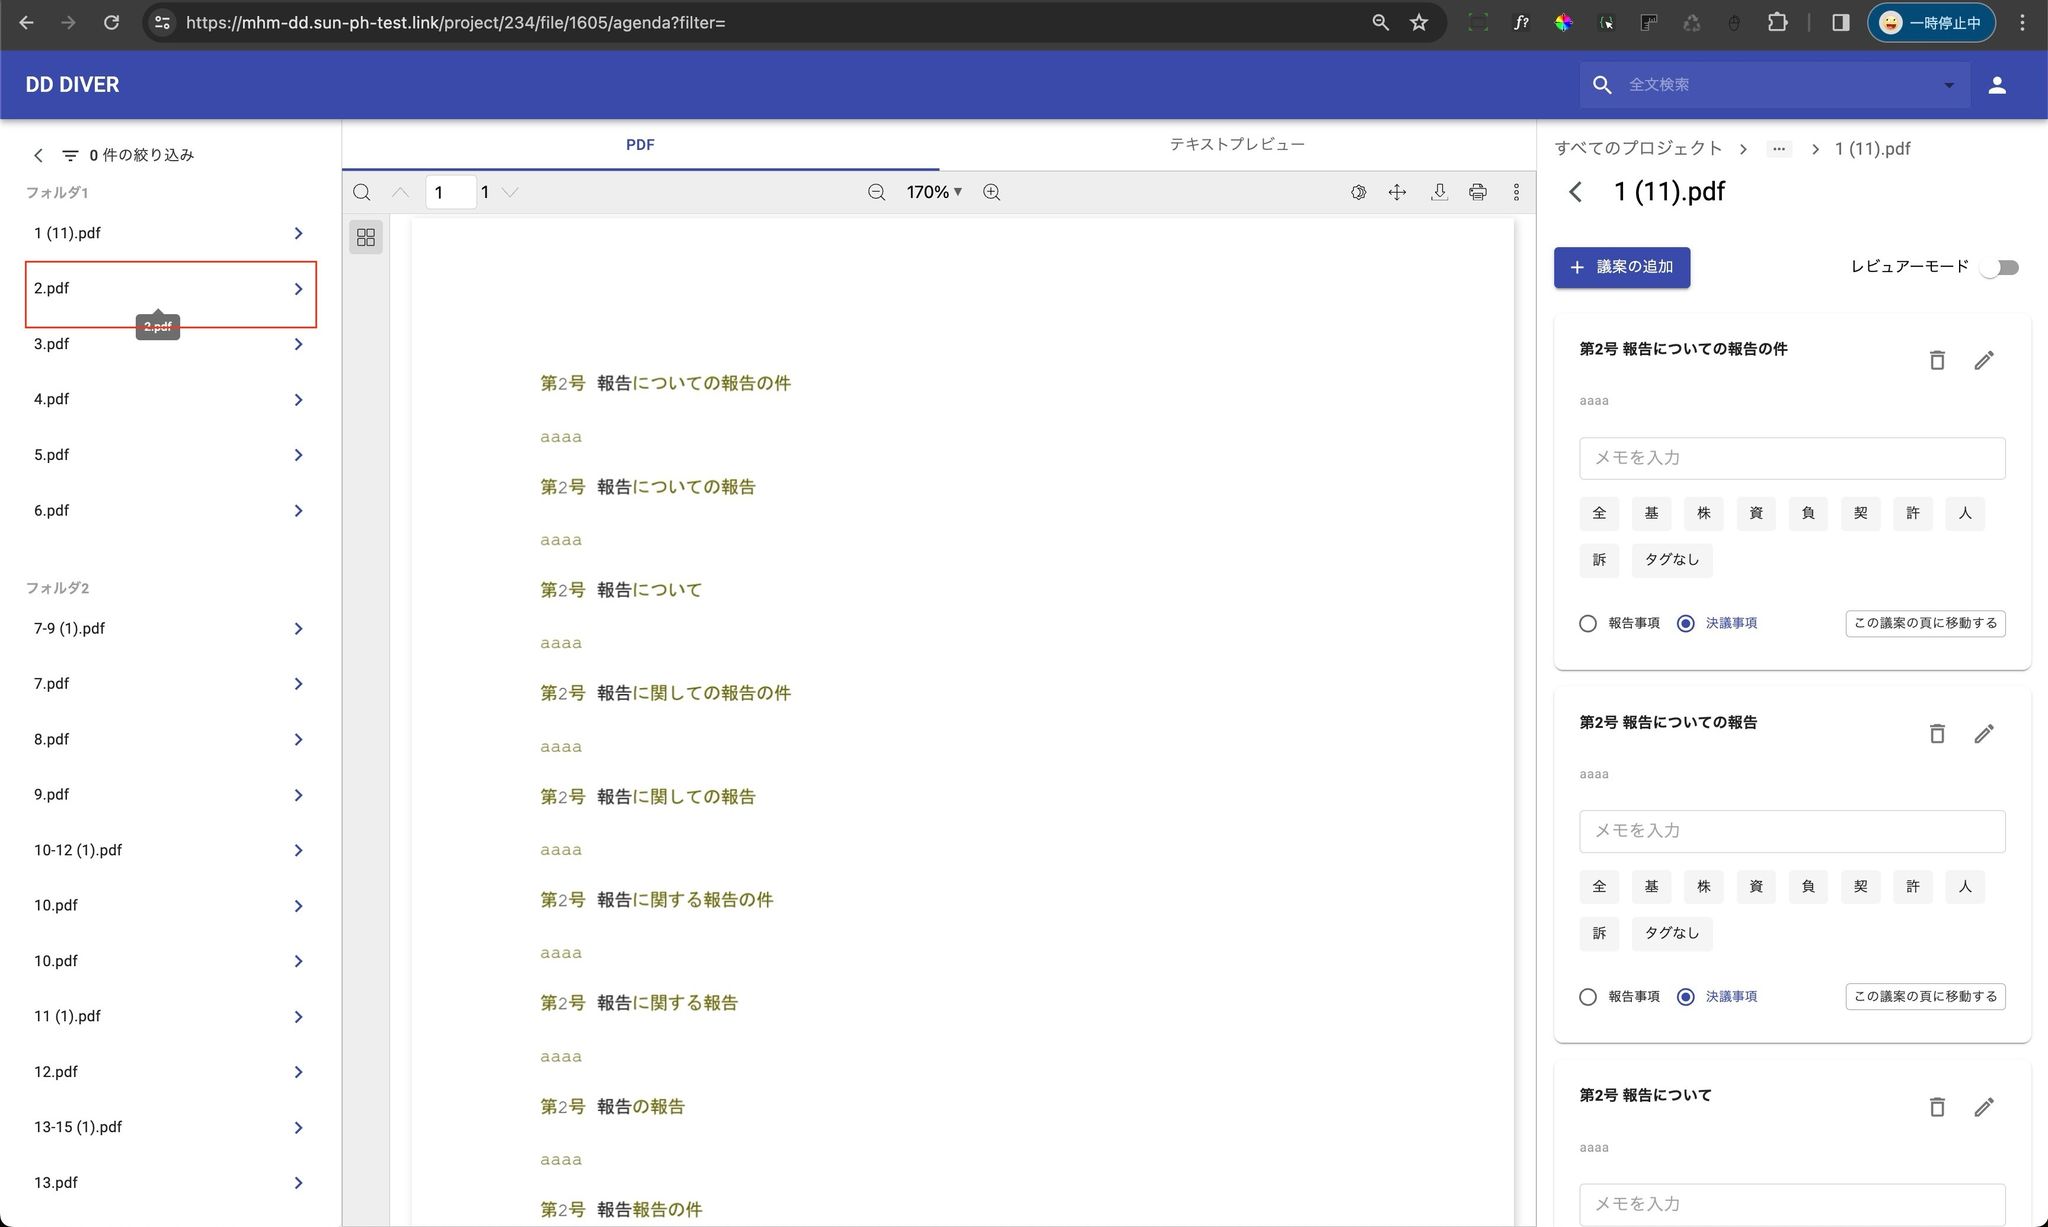 https://mhm-dd.sun-ph-test.link/project/234/file/1605/agenda?filter=
一時停止中
DD DIVER
全文検索
0 件の絞り込み
フォルダ1
1 (11).pdf
2.pdf
2.pdf
3.pdf
4.pdf
5.pdf
6.pdf
フォルダ2
7-9 (1).pdf
7.pdf
8.pdf
9.pdf
10-12 (1).pdf
10.pdf
10.pdf
11 (1).pdf
12.pdf
13-15 (1).pdf
13.pdf
PDF
テキストプレビュー
1 1
170%
第2号 報告についての報告の件
aaaa
第2号 報告についての報告
aaaa
第2号 報告について
aaaa
第2号 報告に関しての報告の件
aaaa
第2号 報告に関しての報告
aaaa
第2号 報告に関する報告の件
aaaa
第2号 報告に関する報告
aaaa
第2号 報告の報告
aaaa
第2号 報告報告の件
すべてのプロジェクト > ... > 1 (11).pdf
1 (11).pdf
+ 議案の追加
レビュアーモード
第2号 報告についての報告の件
aaaa
メモを入力
全 基 株 資 負 契 許 人
訴 タグなし
報告事項 決議事項 この議案の頁に移動する
第2号 報告についての報告
aaaa
メモを入力
全 基 株 資 負 契 許 人
訴 タグなし
報告事項 決議事項 この議案の頁に移動する
第2号 報告について
aaaa
メモを入力